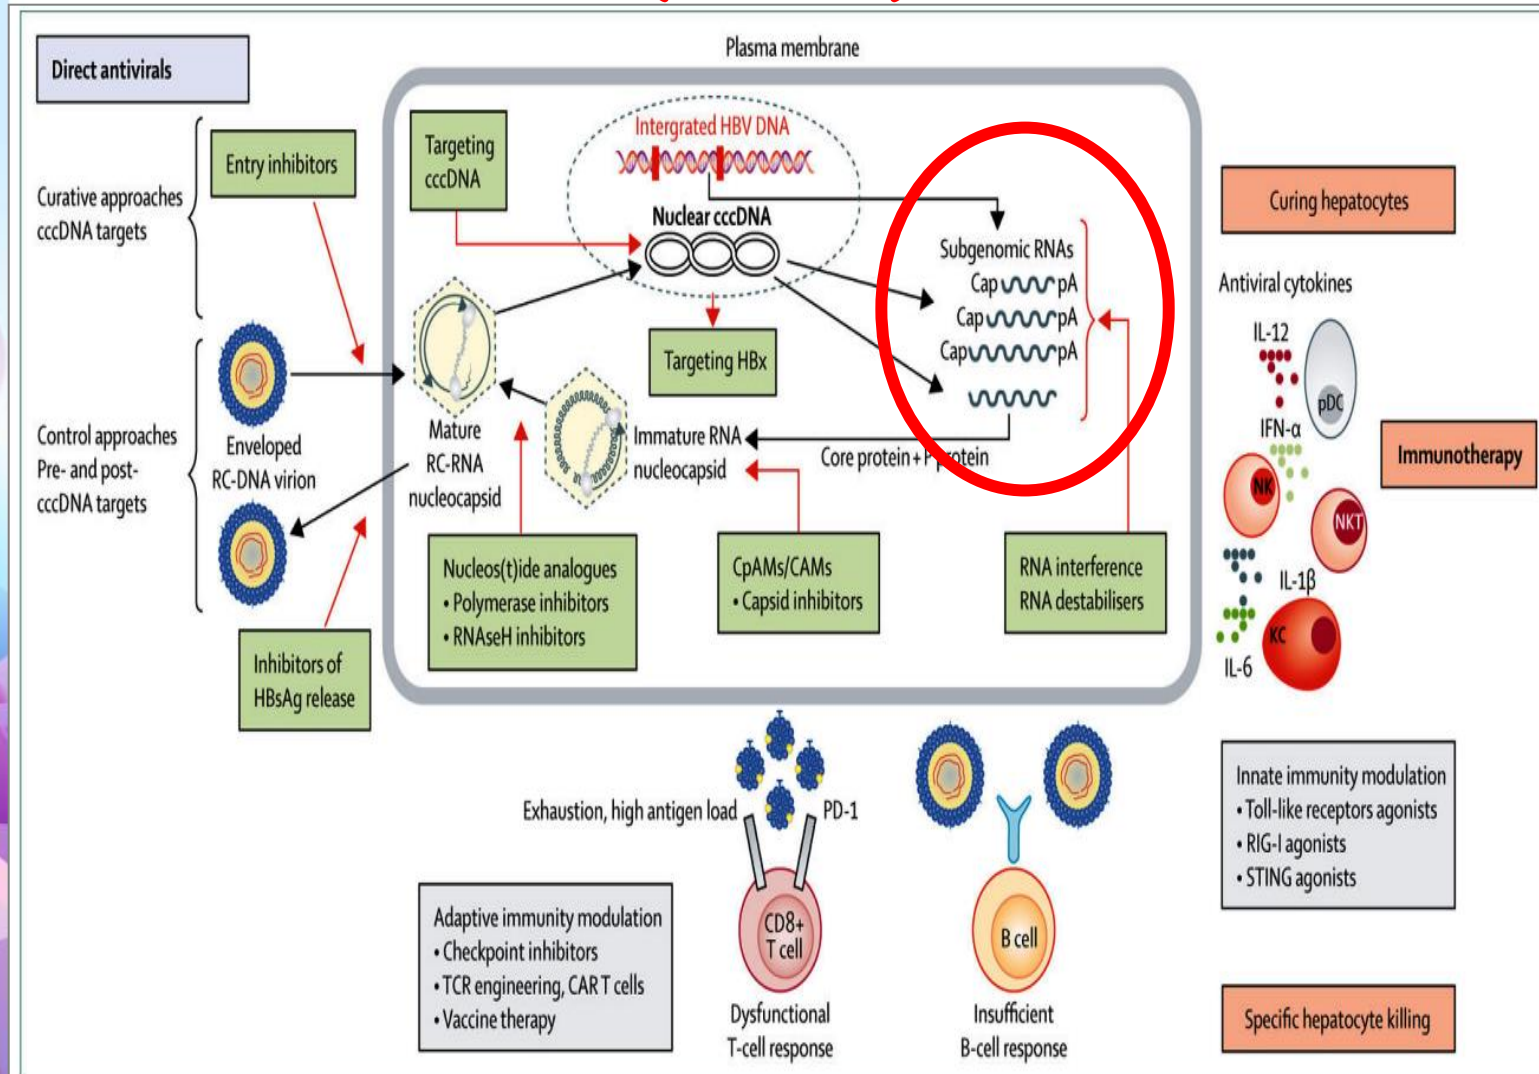 Plasma membrane
Direct antivirals
Curative approaches
cccDNA targets
Entry inhibitors
Targeting
cccDNA
Intergrated HBV DNA
Nuclear cccDNA
Targeting HBx
Subgenomic RNAs
Cap pA
Cap pA
Cap pA
Control approaches
Pre- and post-
cccDNA targets
Enveloped
RC-DNA virion
Mature
RC-RNA
nucleocapsid
Immature RNA
nucleocapsid
Core protein + P protein
Inhibitors of
HBsAg release
Nucleos(t)ide analogues
• Polymerase inhibitors
• RNAseH inhibitors
CpAMs/CAMs
• Capsid inhibitors
RNA interference
RNA destabilisers
Curing hepatocytes
Antiviral cytokines
IL-12
pDC
IFN-α
NK
NKT
IL-1β
KC
IL-6
Immunotherapy
Exhaustion, high antigen load
PD-1
CD8+
T cell
Dysfunctional
T-cell response
B cell
Insufficient
B-cell response
Adaptive immunity modulation
• Checkpoint inhibitors
• TCR engineering, CAR T cells
• Vaccine therapy
Innate immunity modulation
• Toll-like receptors agonists
• RIG-I agonists
• STING agonists
Specific hepatocyte killing